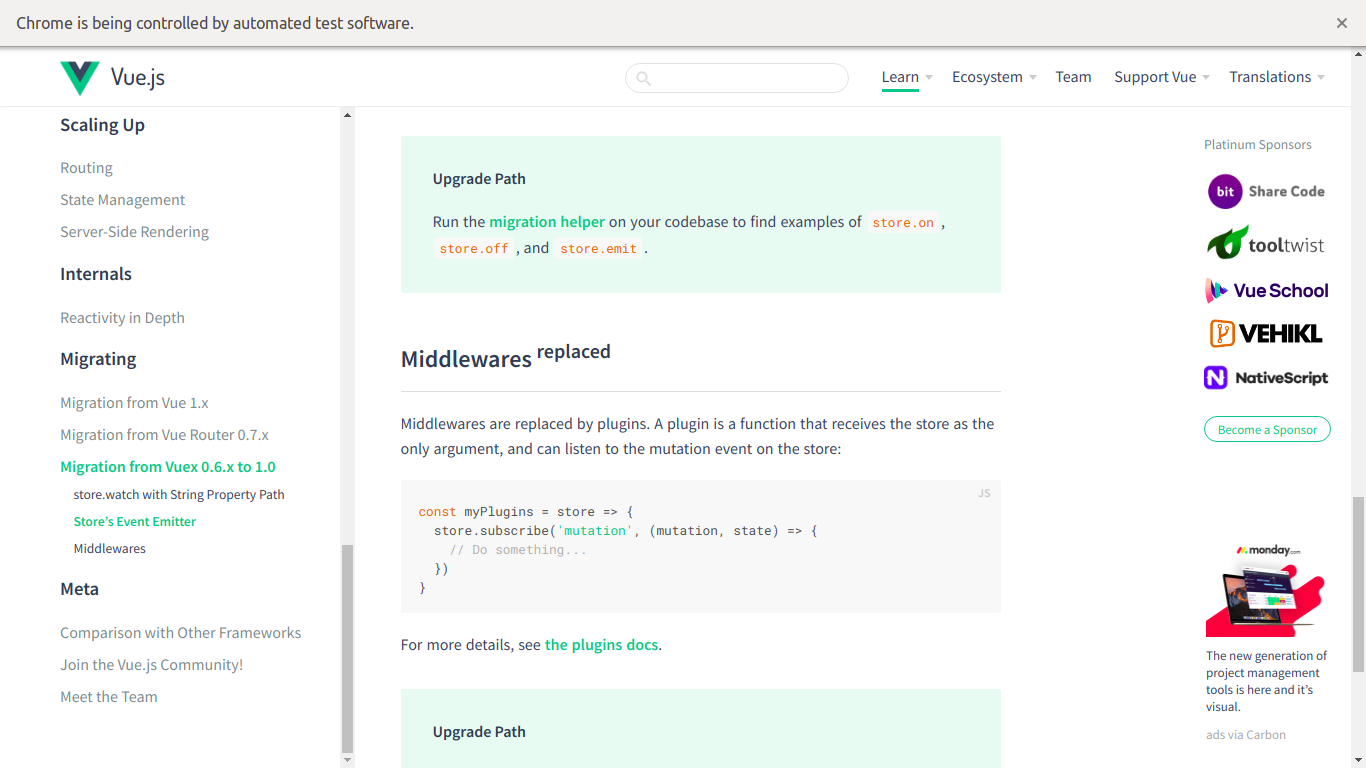 Chrome is being controlled by automated test software.
Vue.js
Learn
Ecosystem
Team
Support Vue
Translations
Scaling Up
Routing
State Management
Server-Side Rendering
Internals
Reactivity in Depth
Migrating
Migration from Vue 1.x
Migration from Vue Router 0.7.x
Migration from Vuex 0.6.x to 1.0
store.watch with String Property Path
Store’s Event Emitter
Middlewares
Meta
Comparison with Other Frameworks
Join the Vue.js Community!
Meet the Team
Upgrade Path
Run the migration helper on your codebase to find examples of store.on ,
store.off , and store.emit .
Middlewares replaced
Middlewares are replaced by plugins. A plugin is a function that receives the store as the
only argument, and can listen to the mutation event on the store:
JS
const myPlugins = store => {
store.subscribe('mutation', (mutation, state) => {
// Do something...
})
}
For more details, see the plugins docs.
Upgrade Path
Platinum Sponsors
bit Share Code
tooltwist
Vue School
VEHIKL
NativeScript
Become a Sponsor
monday.com
The new generation of
project management
tools is here and it’s
visual.
ads via Carbon